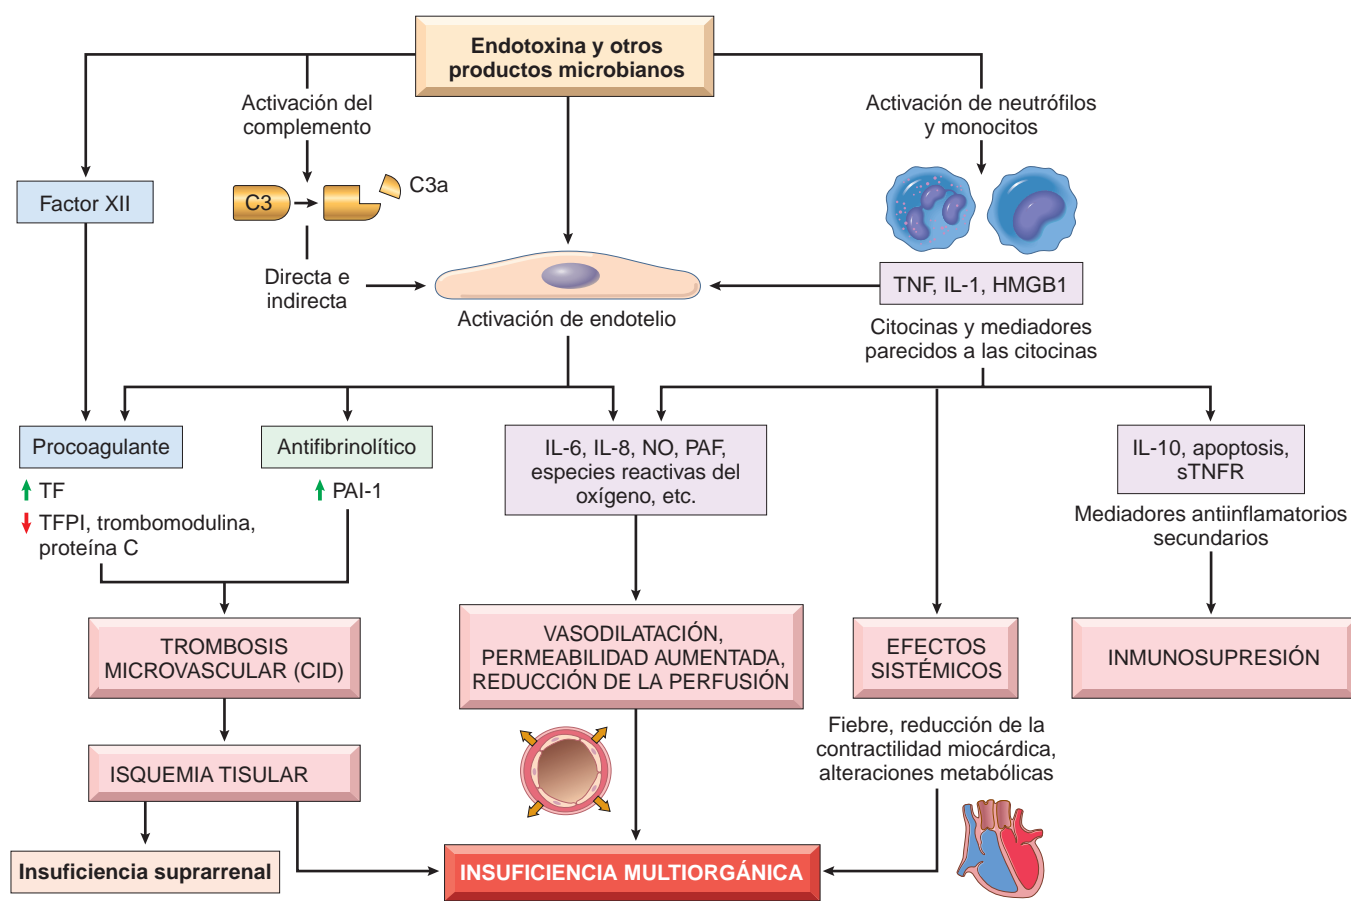 Endotoxina y otros
productos microbianos
Activación del
complemento
Activación de neutrófilos
y monocitos
Factor XII
C3
C3a
Directa e
indirecta
Activación de endotelio
TNF, IL-1, HMGB1
Citocinas y mediadores
parecidos a las citocinas
Procoagulante
TF
TFPI, trombomodulina,
proteína C
Antifibrinolítico
PAI-1
IL-6, IL-8, NO, PAF,
especies reactivas del
oxígeno, etc.
IL-10, apoptosis,
sTNFR
Mediadores antiinflamatorios
secundarios
TROMBOSIS
MICROVASCULAR (CID)
VASODILATACIÓN,
PERMEABILIDAD AUMENTADA,
REDUCCIÓN DE LA PERFUSIÓN
EFECTOS
SISTÉMICOS
INMUNOSUPRESIÓN
Fiebre, reducción de la
contractilidad miocárdica,
alteraciones metabólicas
ISQUEMIA TISULAR
Insuficiencia suprarrenal
INSUFICIENCIA MULTIORGÁNICA